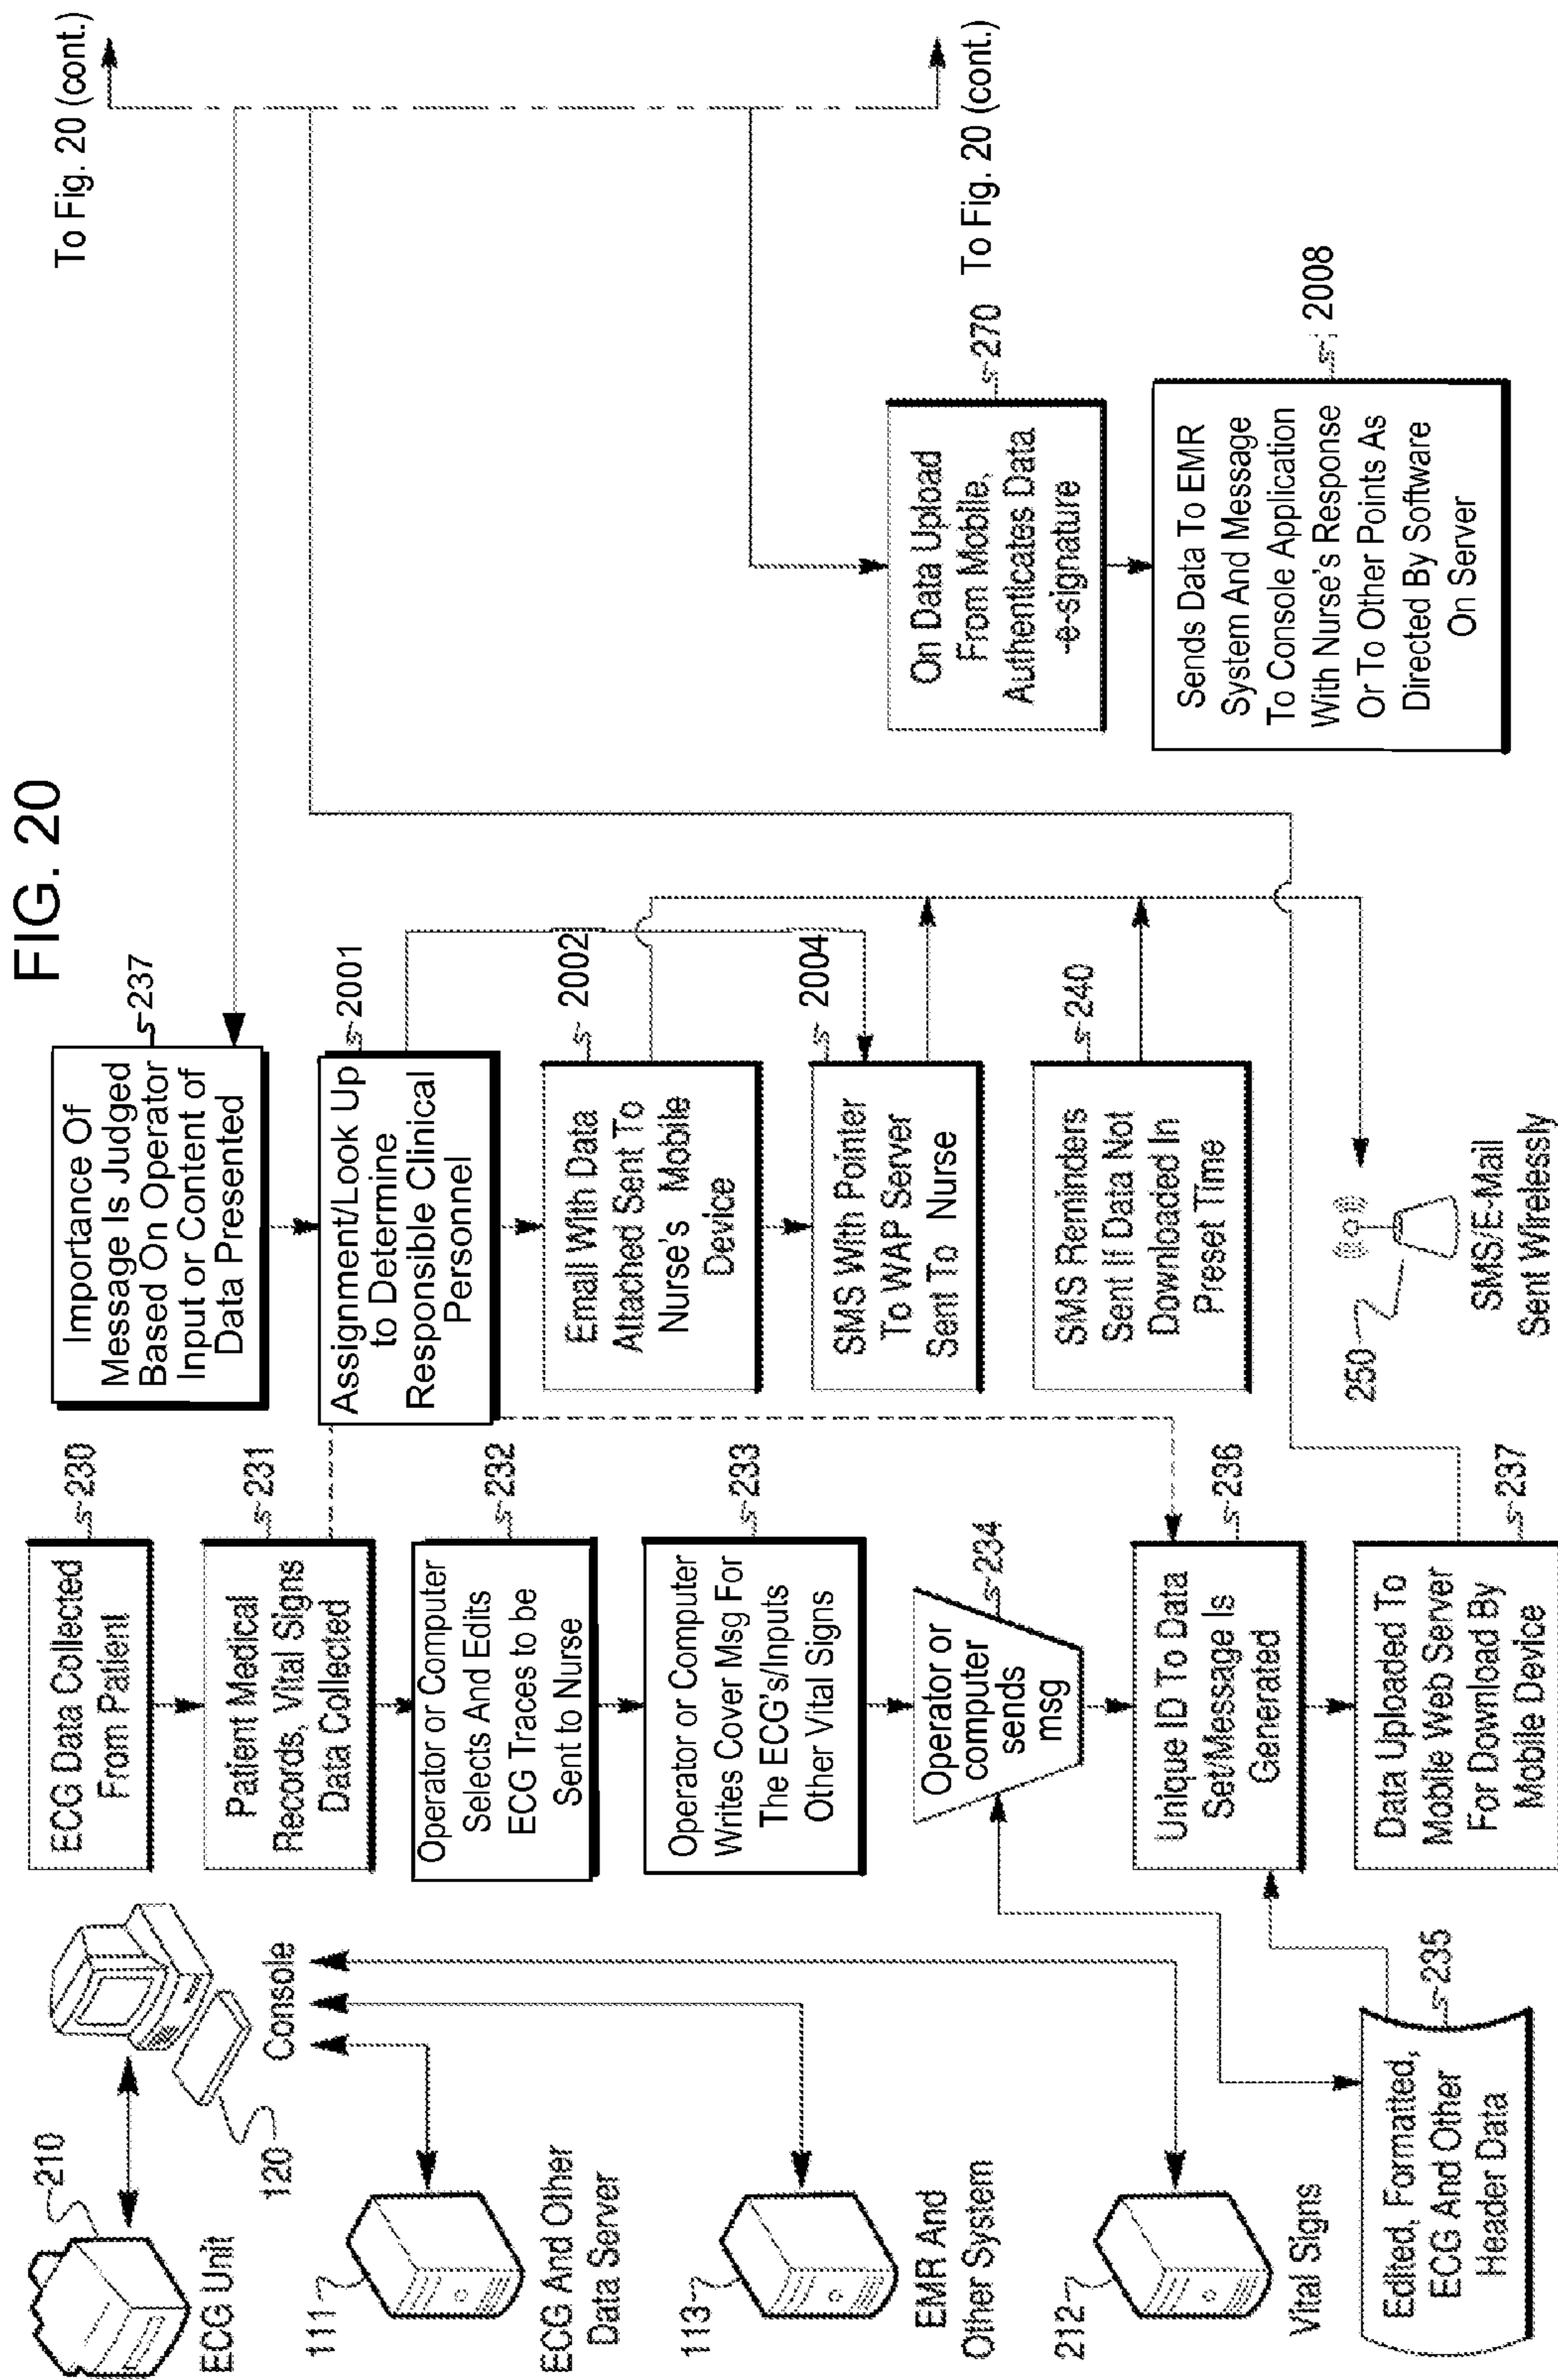 FIG. 20
210
ECG Unit
120
Console
111
ECG And Other
Data Server
113
EMR And
Other System
212
Vital Signs
Edited, Formatted,
ECG And Other
Header Data
235
ECG Data Collected
From Patient
230
Patient Medical
Records, Vital Signs
Data Collected
231
Operator or Computer
Selects And Edits
ECG Traces to be
Sent to Nurse
232
Operator or Computer
Writes Cover Msg For
The ECG's/Inputs
Other Vital Signs
233
Operator or
computer
sends
msg
234
Unique ID To Data
Set/Message Is
Generated
236
Data Uploaded To
Mobile Web Server
For Download By
Mobile Device
237
Importance Of
Message Is Judged
Based On Operator
Input or Content of
Data Presented
237
Assignment/Look Up
to Determine
Responsible Clinical
Personnel
2001
Email With Data
Attached Sent To
Nurse's Mobile
Device
2002
SMS With Pointer
To WAP Server
Sent To Nurse
2004
SMS Reminders
Sent If Data Not
Downloaded In
Preset Time
240
250
SMS/E-Mail
Sent Wirelessly
On Data Upload
From Mobile,
Authenticates Data
-e-signature
270
Sends Data To EMR
System And Message
To Console Application
With Nurse's Response
Or To Other Points As
Directed By Software
On Server
2008
To Fig. 20 (cont.)
To Fig. 20 (cont.)